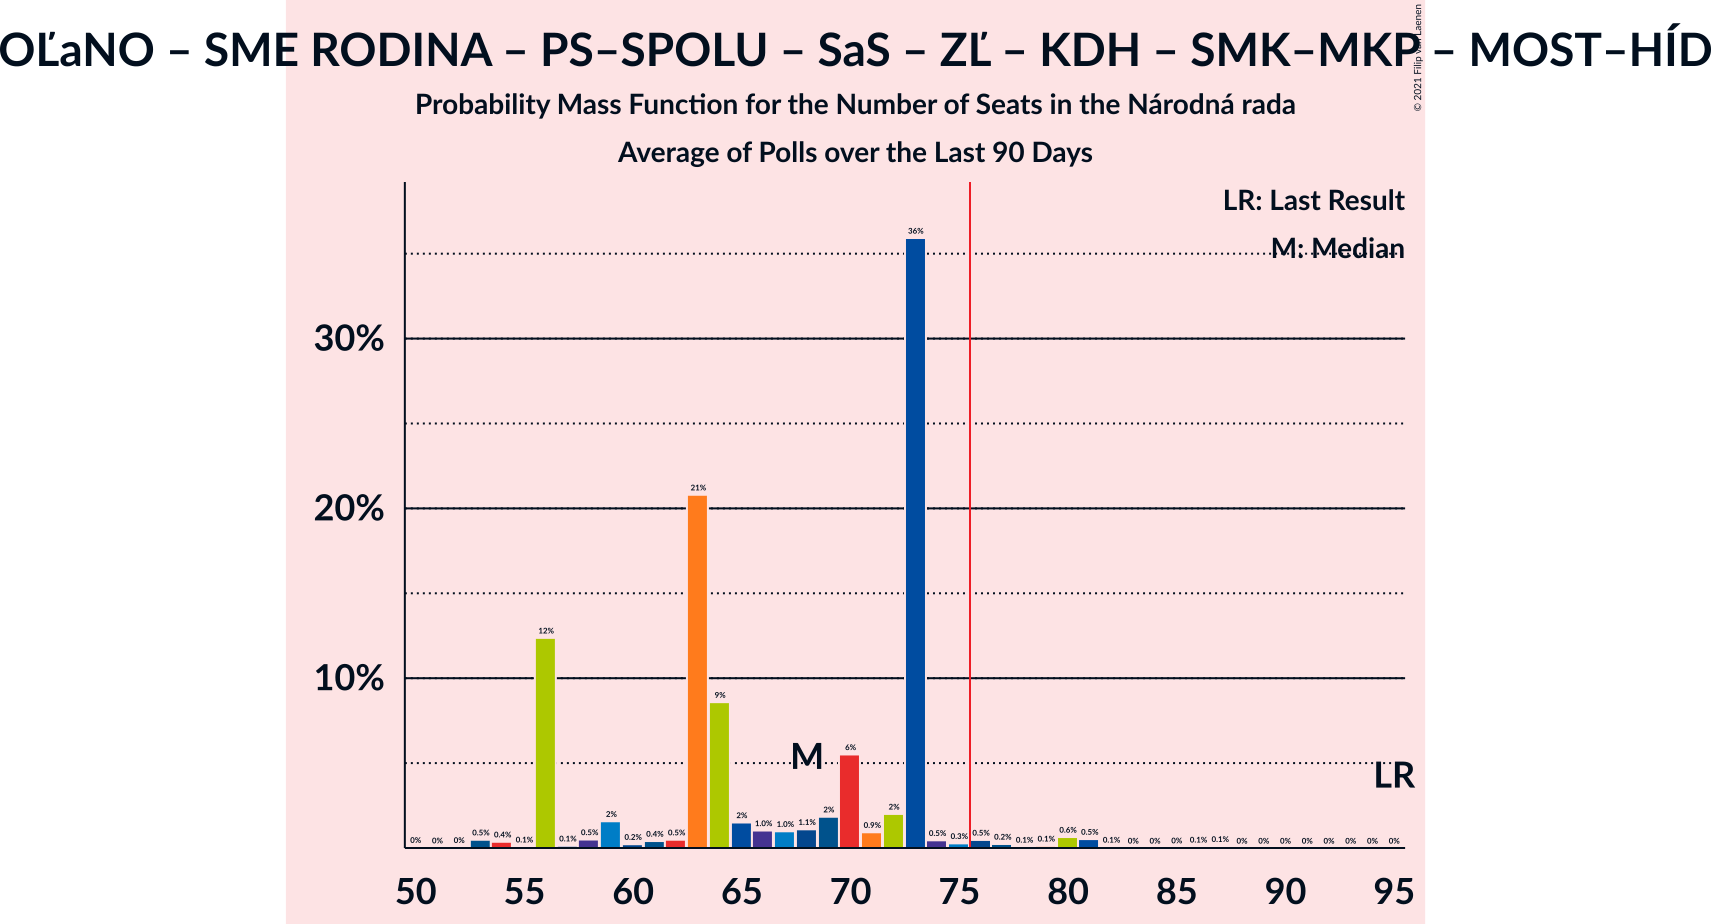 OĽaNO – SME RODINA – PS–SPOLU – SaS – ZĽ – KDH – SMK–MKP – MOST–HÍD
© 2021 Filip van Laenen
Probability Mass Function for the Number of Seats in the Národná rada
Average of Polls over the Last 90 Days
LR: Last Result
M: Median
30%
20%
10%
36%
21%
12%
9%
M
6%
LR
0% 0% 0% 0.5% 0.4% 0.1% 0.1% 0.5% 2% 0.2% 0.4% 0.5% 2% 1.0% 1.0% 1.1% 2% 0.9% 2% 0.5% 0.3% 0.5% 0.2% 0.1% 0.1% 0.6% 0.5% 0.1% 0% 0% 0% 0.1% 0.1% 0% 0% 0% 0% 0% 0% 0% 0%
50 55 60 65 70 75 80 85 90 95